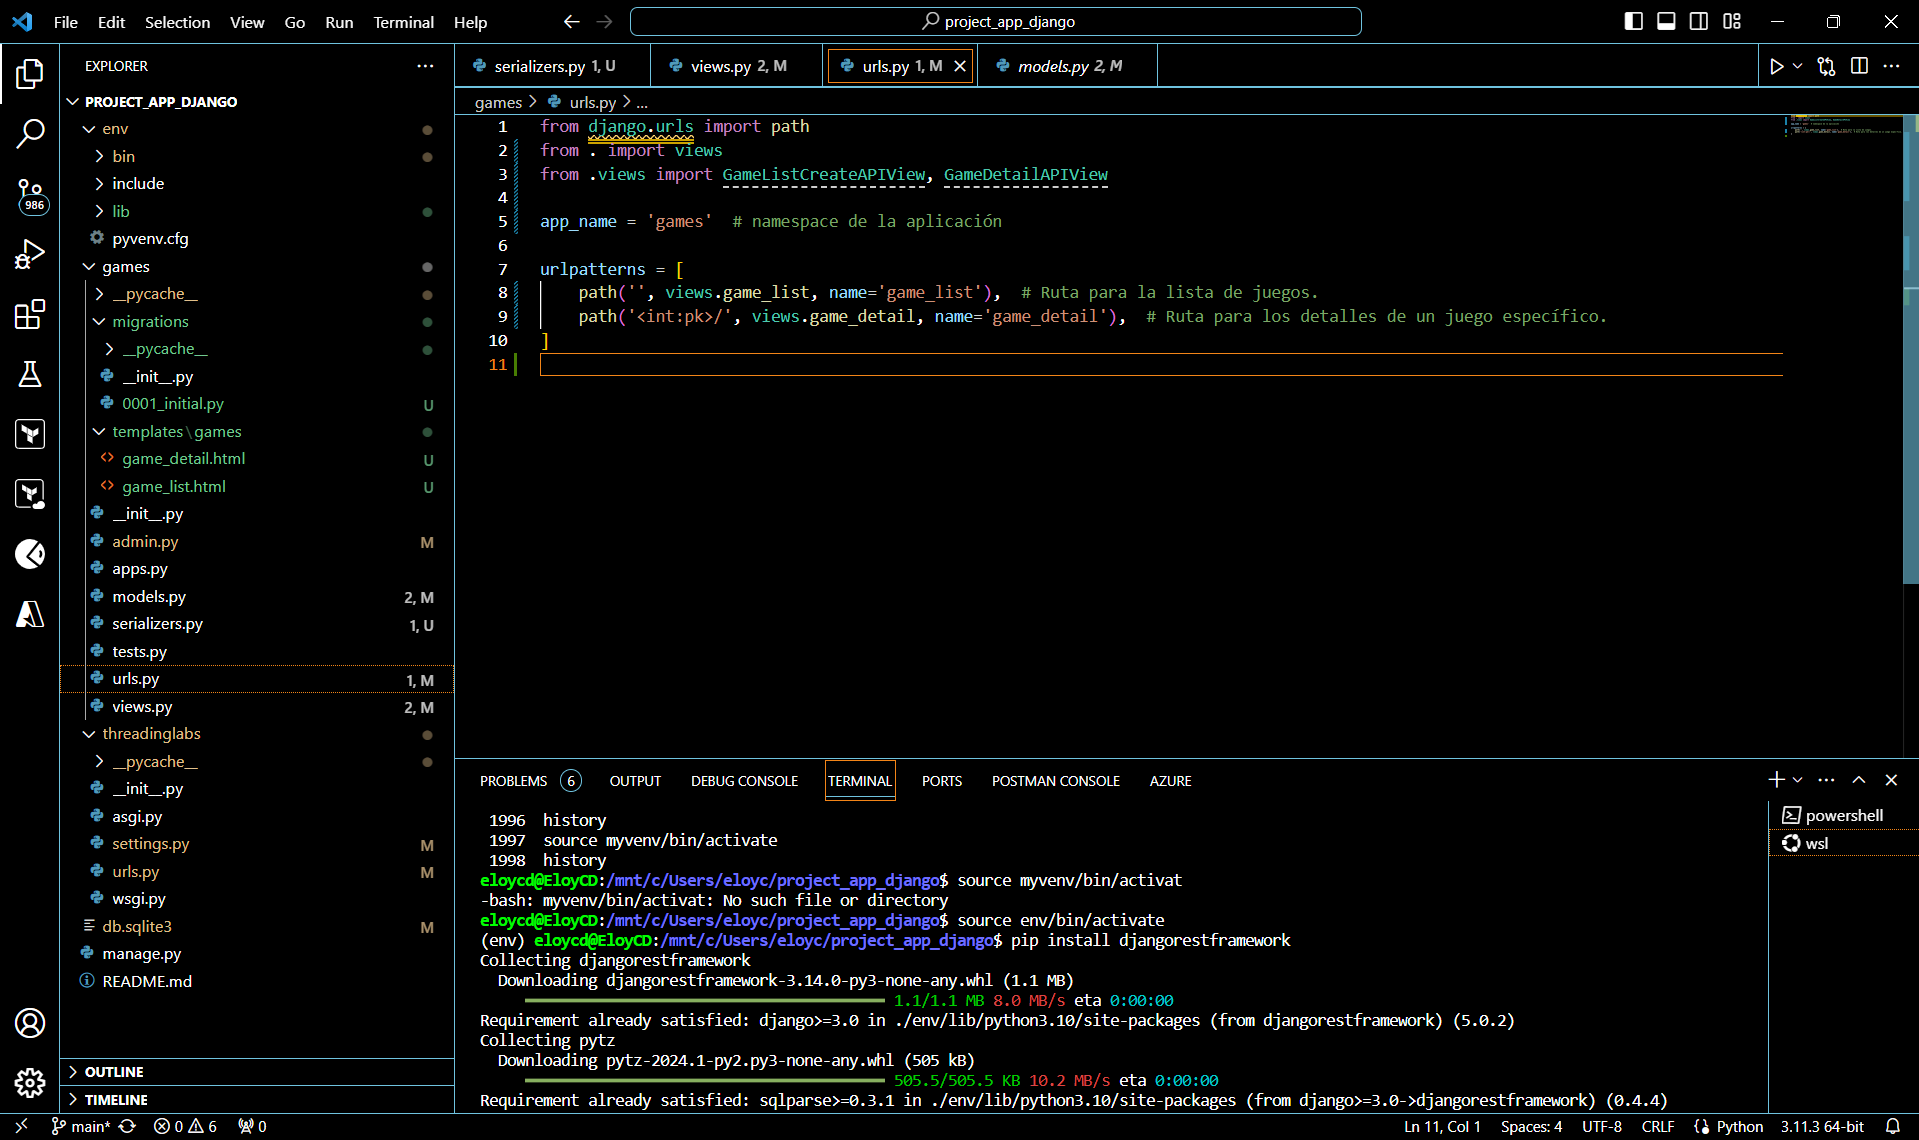 File Edit Selection View Go Run Terminal Help
project_app_django
EXPLORER
PROJECT_APP_DJANGO
env
bin
include
lib
pyvenv.cfg
games
__pycache__
migrations
__pycache__
__init__.py
0001_initial.py U
templates\games
game_detail.html U
game_list.html U
__init__.py
admin.py M
apps.py
models.py 2, M
serializers.py 1, U
tests.py
urls.py 1, M
views.py 2, M
threadinglabs
__pycache__
__init__.py
asgi.py
settings.py M
urls.py M
wsgi.py
db.sqlite3 M
manage.py
README.md
OUTLINE
TIMELINE
986
serializers.py 1, U
views.py 2, M
urls.py 1, M
models.py 2, M
games > urls.py > ...
1 from django.urls import path
2 from . import views
3 from .views import GameListCreateAPIView, GameDetailAPIView
4
5 app_name = 'games'  # namespace de la aplicación
6
7 urlpatterns = [
8     path('', views.game_list, name='game_list'),  # Ruta para la lista de juegos.
9     path('<int:pk>/', views.game_detail, name='game_detail'),  # Ruta para los detalles de un juego específico.
10 ]
11
PROBLEMS 6 OUTPUT DEBUG CONSOLE TERMINAL PORTS POSTMAN CONSOLE AZURE
1996  history
1997  source myvenv/bin/activate
1998  history
eloycd@EloyCD:/mnt/c/Users/eloyc/project_app_django$ source myvenv/bin/activat
-bash: myvenv/bin/activat: No such file or directory
eloycd@EloyCD:/mnt/c/Users/eloyc/project_app_django$ source env/bin/activate
(env) eloycd@EloyCD:/mnt/c/Users/eloyc/project_app_django$ pip install djangorestframework
Collecting djangorestframework
  Downloading djangorestframework-3.14.0-py3-none-any.whl (1.1 MB)
1.1/1.1 MB 8.0 MB/s eta 0:00:00
Requirement already satisfied: django>=3.0 in ./env/lib/python3.10/site-packages (from djangorestframework) (5.0.2)
Collecting pytz
  Downloading pytz-2024.1-py2.py3-none-any.whl (505 kB)
505.5/505.5 KB 10.2 MB/s eta 0:00:00
Requirement already satisfied: sqlparse>=0.3.1 in ./env/lib/python3.10/site-packages (from django>=3.0->djangorestframework) (0.4.4)
powershell
wsl
main* 0 6 0
Ln 11, Col 1 Spaces: 4 UTF-8 CRLF Python 3.11.3 64-bit